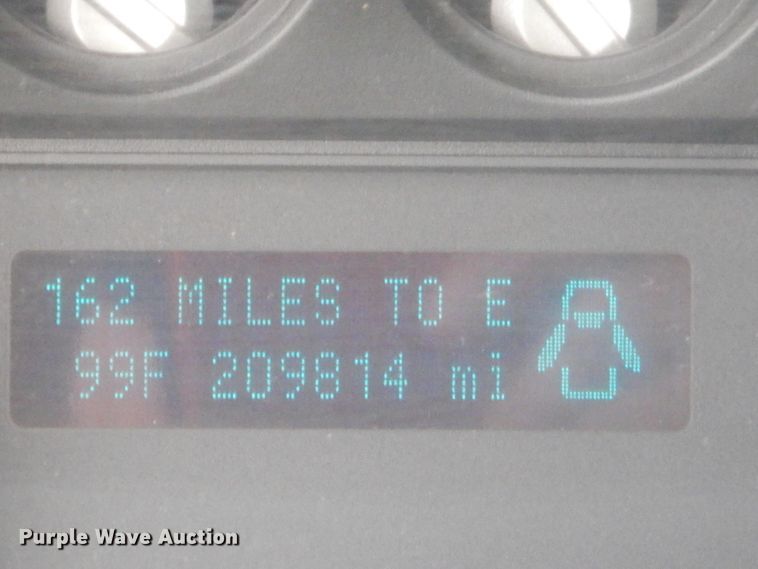 162 MILES TO E
99F 209814 mi
Purple Wave Auction